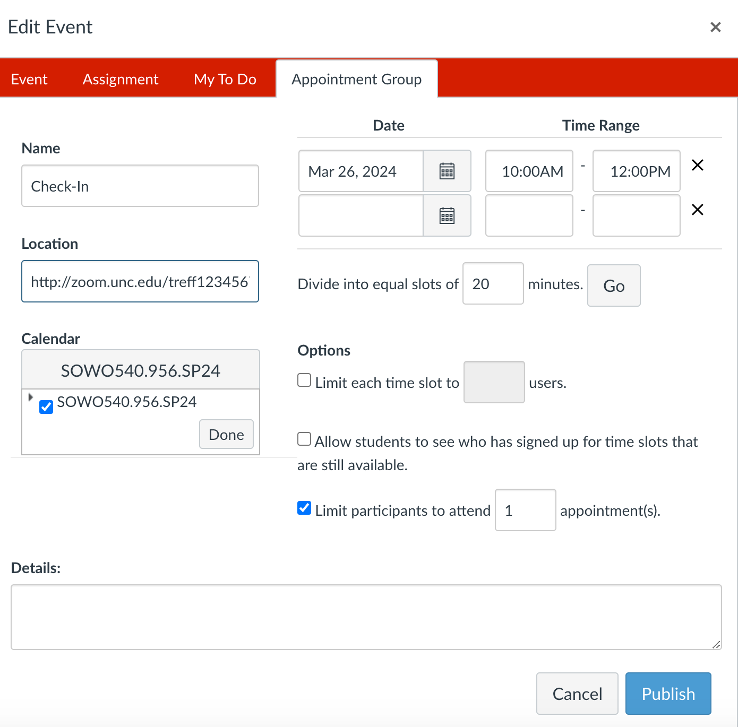 Edit Event ×
Event Assignment My To Do Appointment Group
Date Time Range
Name
Mar 26, 2024 10:00AM - 12:00PM
Check-In
-
Location
http://zoom.unc.edu/treff123456
Divide into equal slots of 20 minutes. Go
Calendar
SOWO540.956.SP24
SOWO540.956.SP24
Done
Options
Limit each time slot to users.
Allow students to see who has signed up for time slots that
are still available.
Limit participants to attend 1 appointment(s).
Details:
Cancel Publish